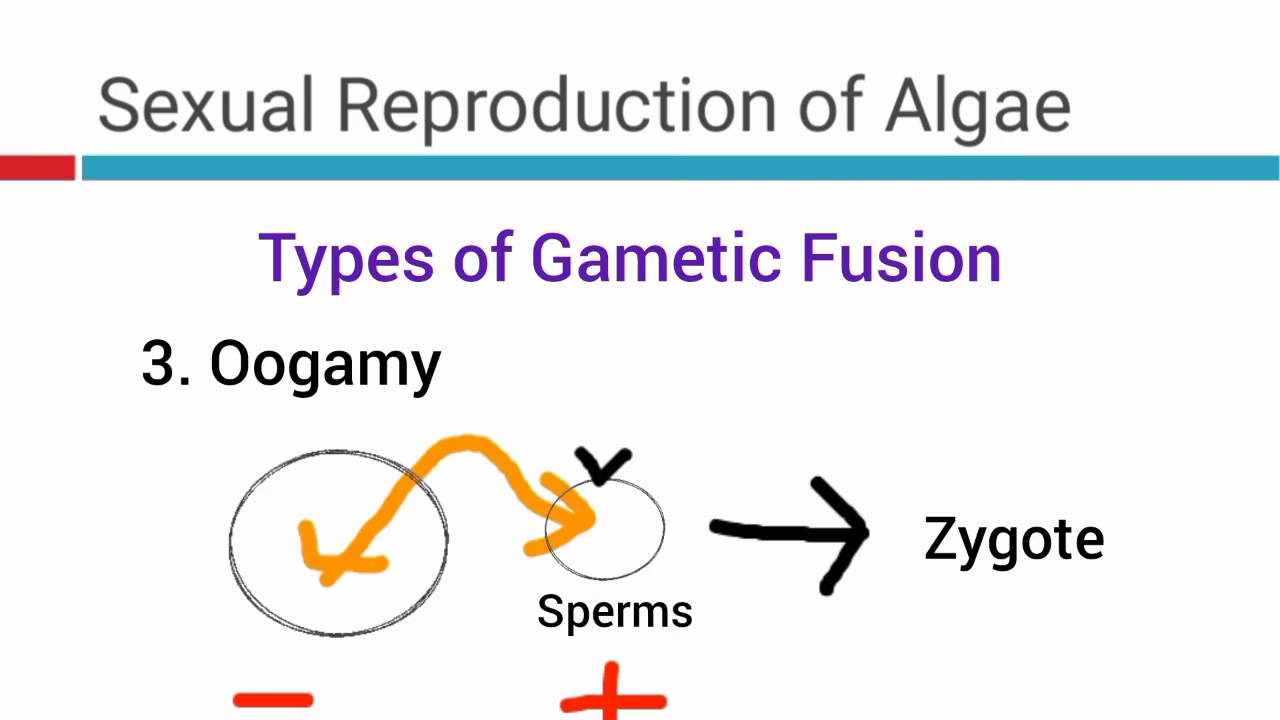 Sexual Reproduction of Algae
Types of Gametic Fusion
3. Oogamy
Zygote
Sperms
- +